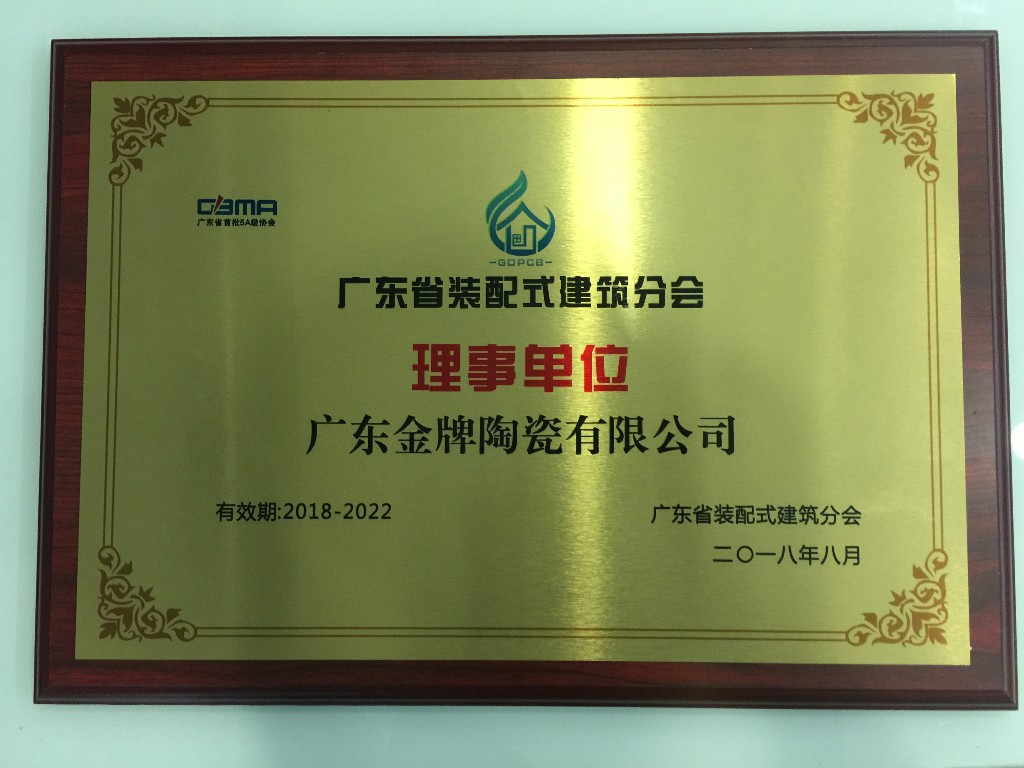 GBMA
广东省首批5A级协会
-GDPCB-
广东省装配式建筑分会
理事单位
广东金牌陶瓷有限公司
有效期:2018-2022
广东省装配式建筑分会
二〇一八年八月